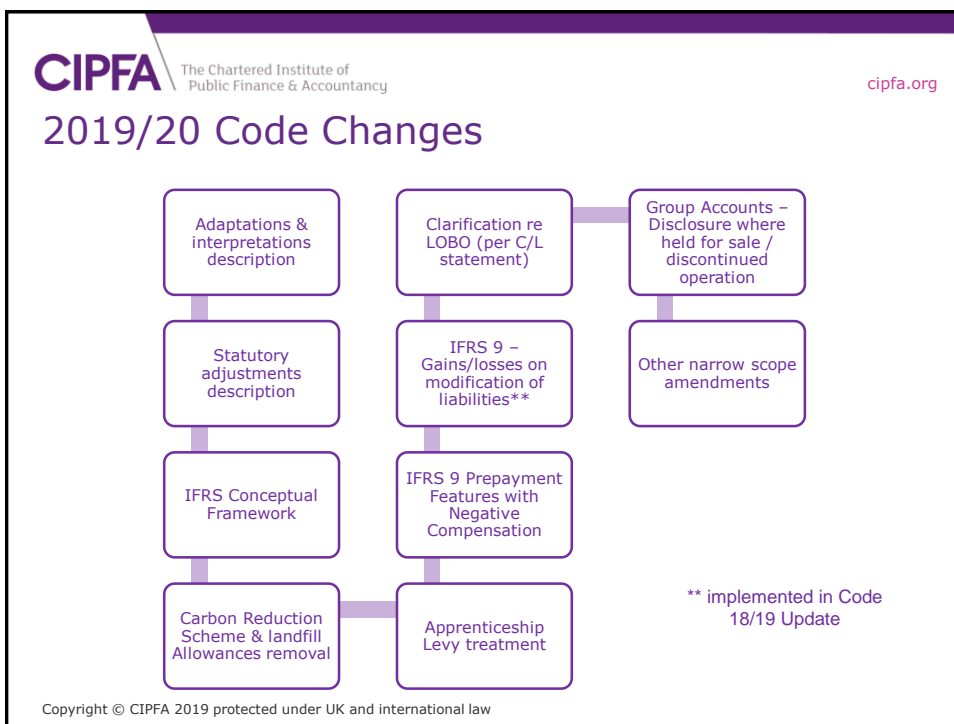 CIPFA
The Chartered Institute of
Public Finance & Accountancy
cipfa.org
2019/20 Code Changes
Adaptations &
interpretations
description
Statutory
adjustments
description
IFRS Conceptual
Framework
Carbon Reduction
Scheme & landfill
Allowances removal
Apprenticeship
Levy treatment
IFRS 9 Prepayment
Features with
Negative
Compensation
IFRS 9 –
Gains/losses on
modification of
liabilities**
Clarification re
LOBO (per C/L
statement)
Group Accounts –
Disclosure where
held for sale /
discontinued
operation
Other narrow scope
amendments
** implemented in Code
18/19 Update
Copyright © CIPFA 2019 protected under UK and international law